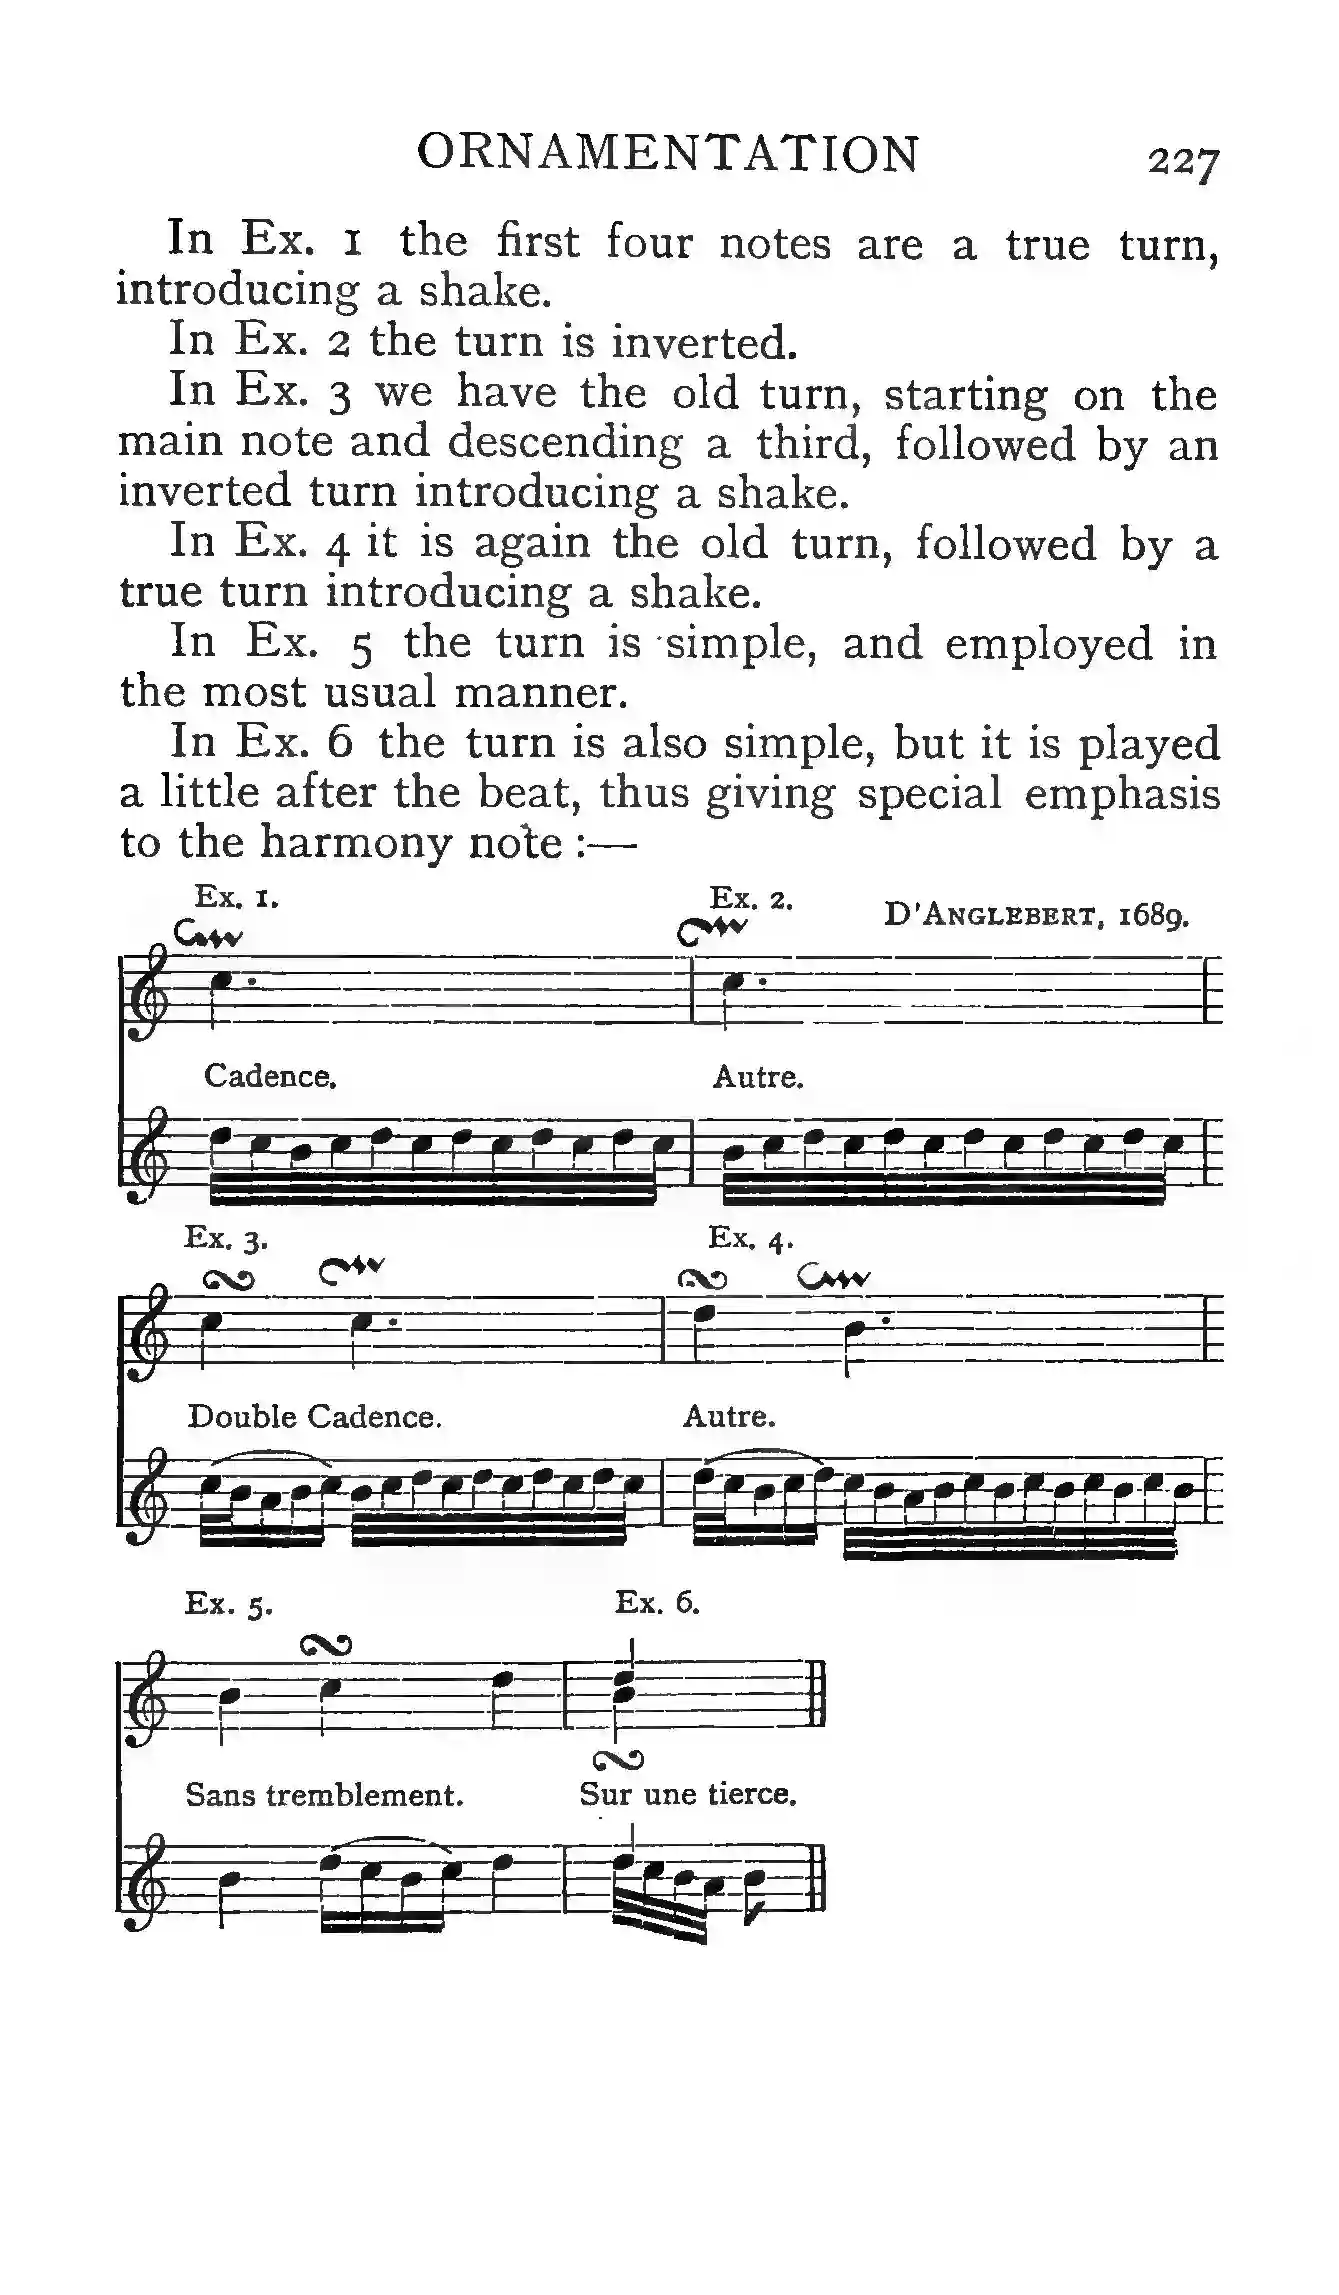 ORNAMENTATION 227
In Ex. 1 the first four notes are a true turn,
introducing a shake.
In Ex. 2 the turn is inverted.
In Ex. 3 we have the old turn, starting on the
main note and descending a third, followed by an
inverted turn introducing a shake.
In Ex. 4 it is again the old turn, followed by a
true turn introducing a shake.
In Ex. 5 the turn is simple, and employed in
the most usual manner.
In Ex. 6 the turn is also simple, but it is played
a little after the beat, thus giving special emphasis
to the harmony note :—
Ex. 1. Ex. 2. D'ANGLEBERT, 1689.
Cadence. Autre.
Ex. 3. Ex. 4.
Double Cadence. Autre.
Ex. 5. Ex. 6.
Sans tremblement. Sur une tierce.